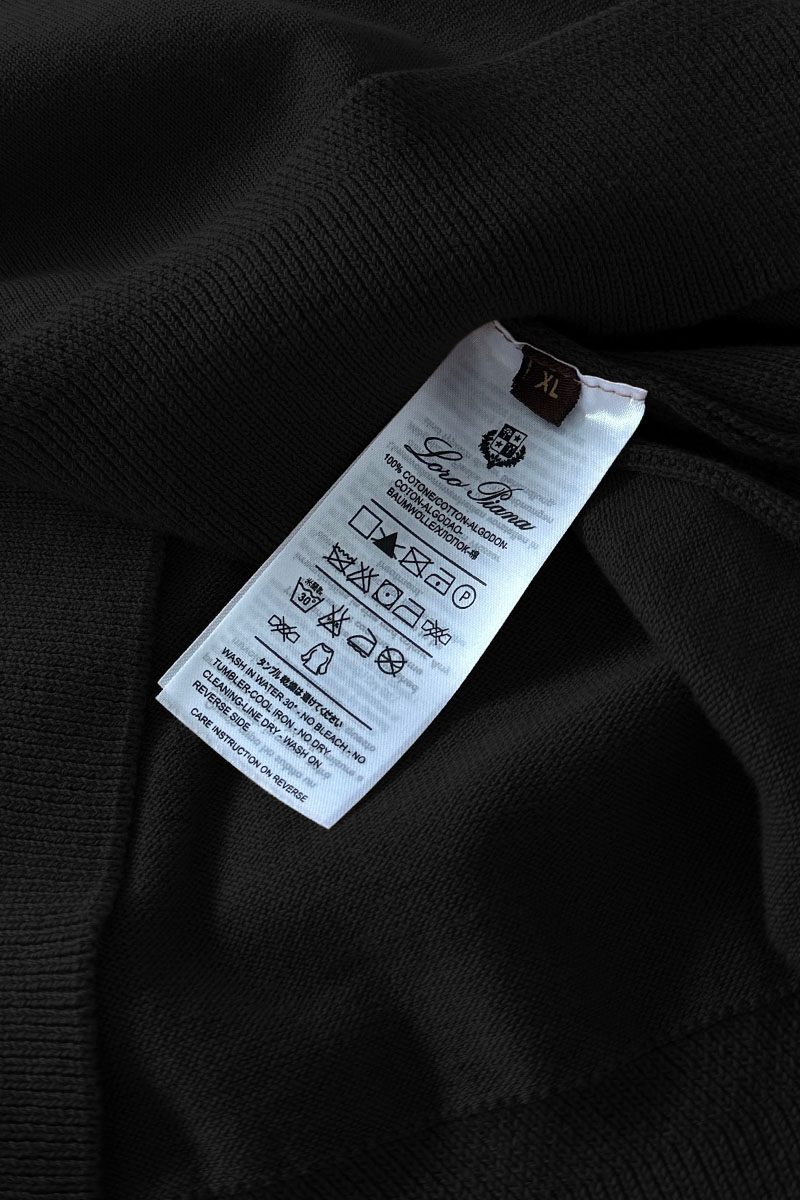 XL
Loro Piana
100% COTONE/COTTON-ALGODON-
COTON-ALGODAO-
BAUMWOLLE/ХЛОПОК-棉
P
30°
タンブル乾燥は避けてください
WASH IN WATER 30° - NO BLEACH - NO
TUMBLER-COOL IRON - NO DRY
CLEANING-LINE DRY - WASH ON
REVERSE SIDE
CARE INSTRUCTION ON REVERSE